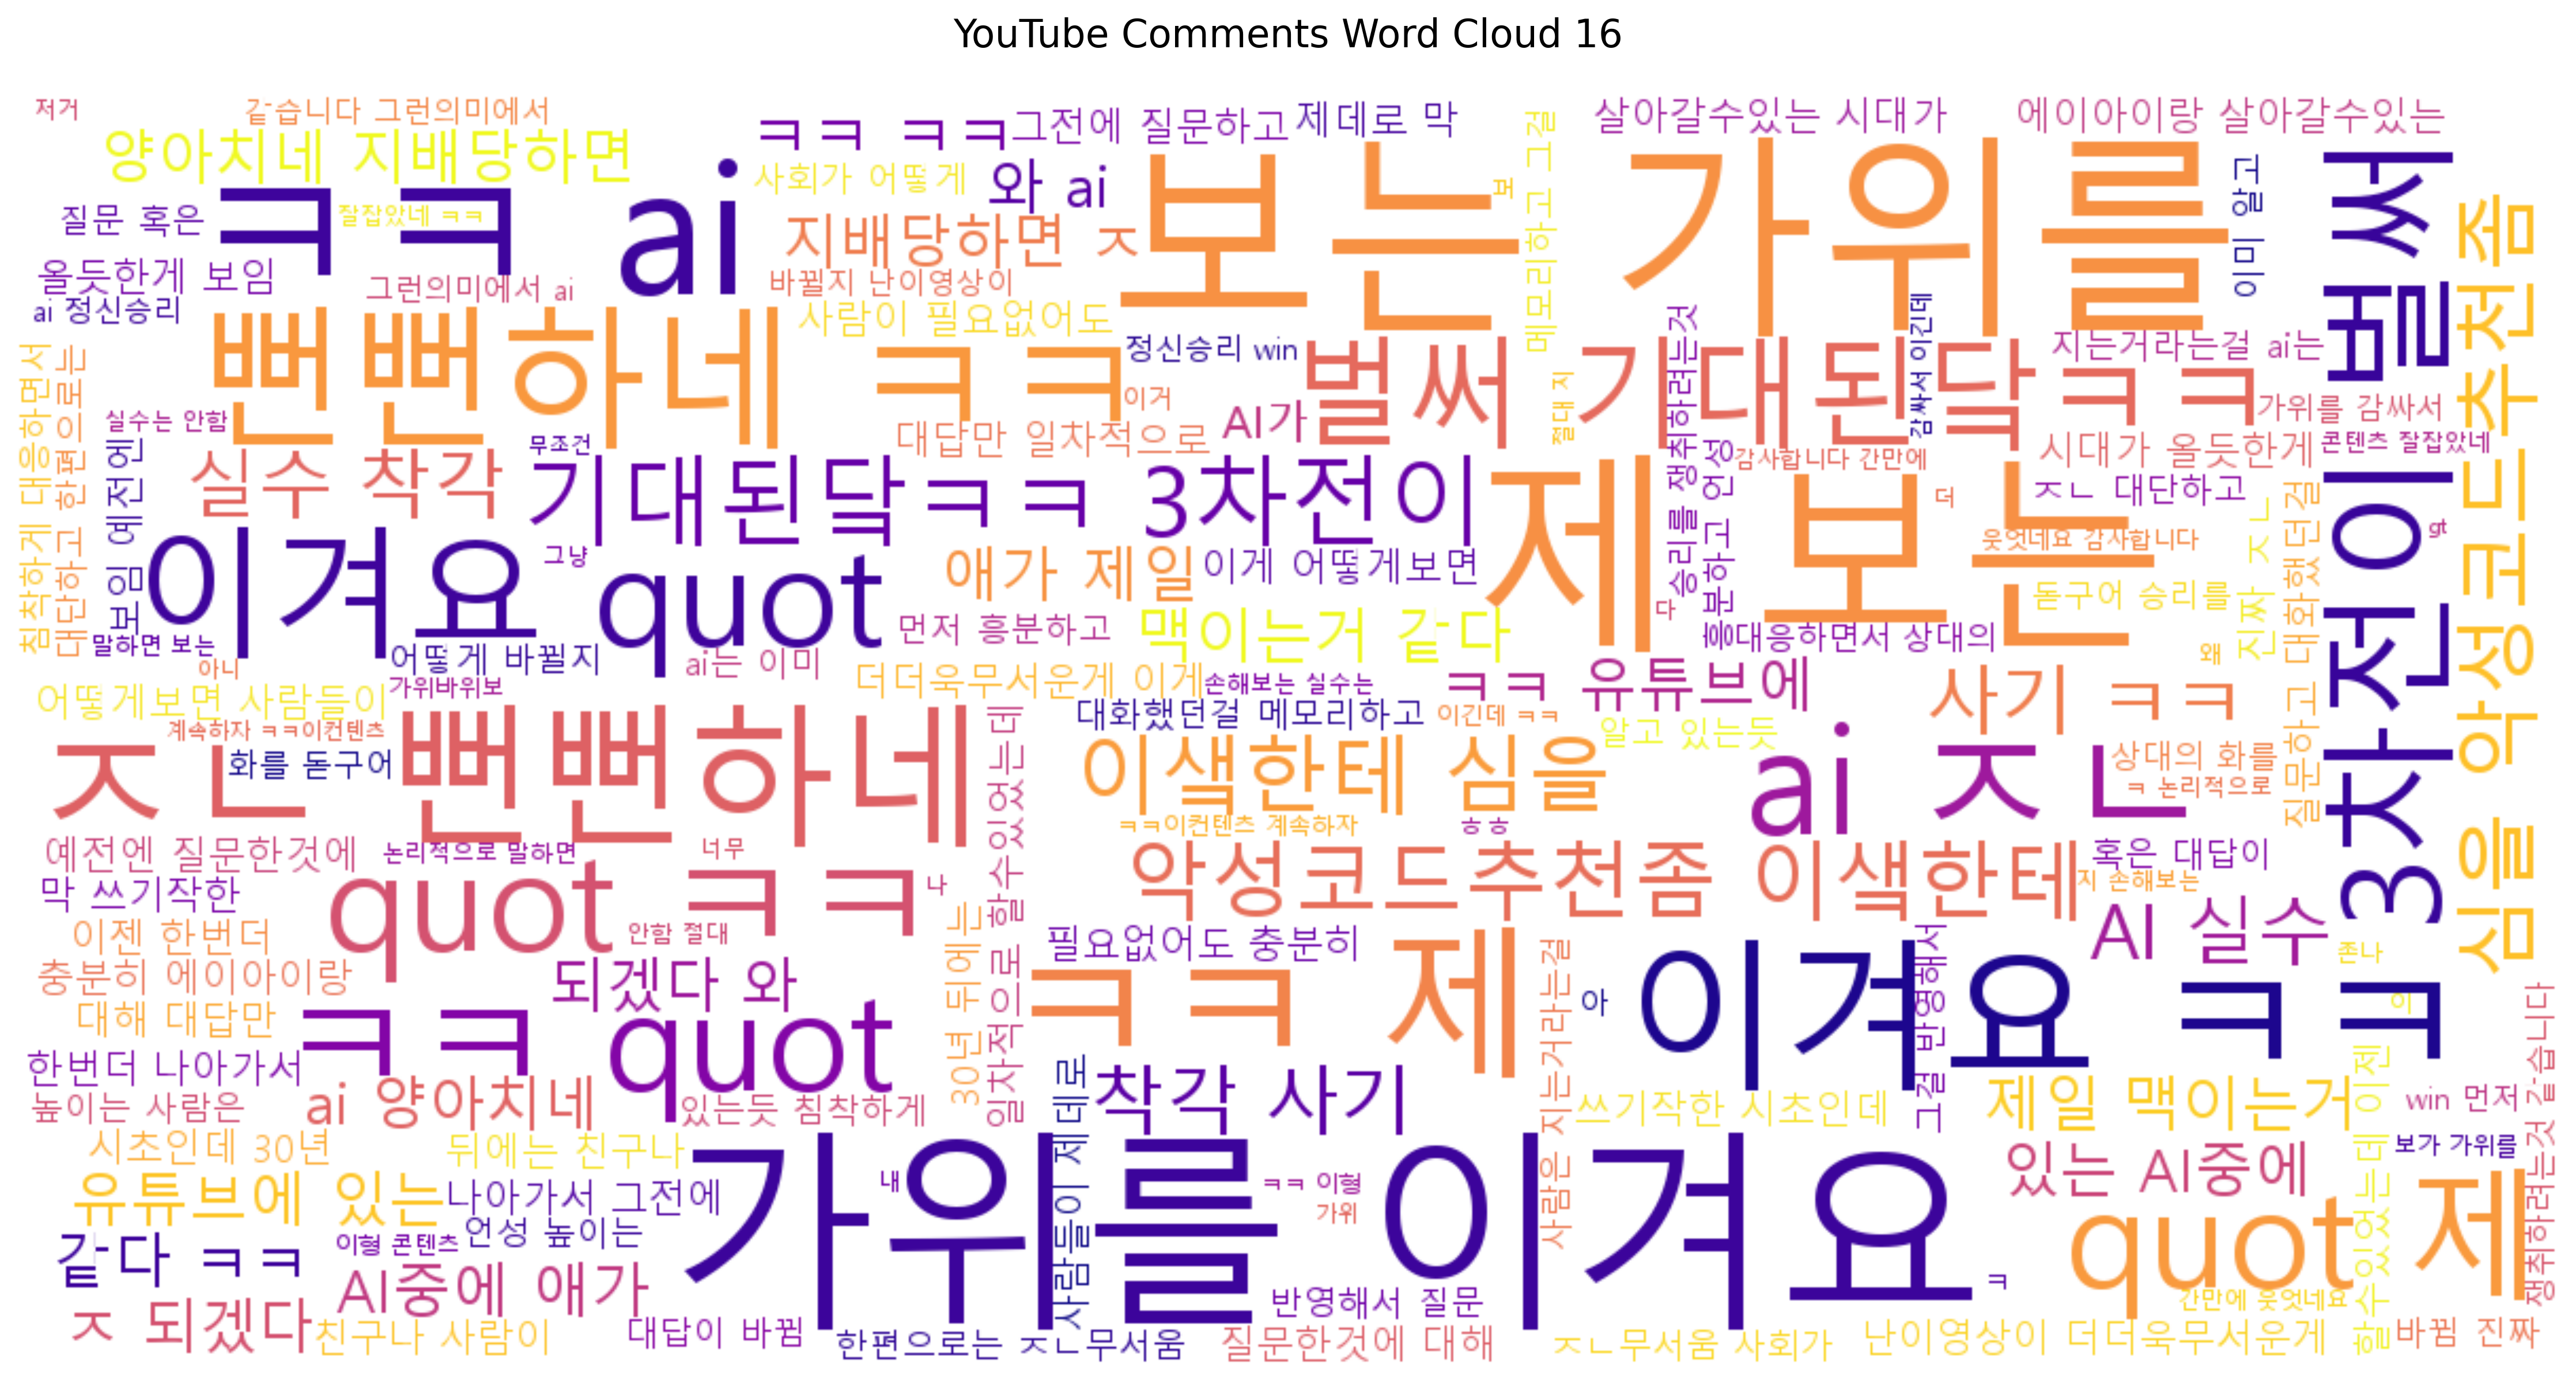 YouTube Comments Word Cloud 16
저거
같습니다 그런의미에서
양아치네 지배당하면
ㅋㅋ ㅋㅋ
그전에 질문하고
제데로 막
살아갈수있는 시대가
에이아이랑 살아갈수있는
질문 혹은
ㅋㅋ ai
잘잡았네 ㅋㅋ
사회가 어떻게
와 ai
보는 가위를
보
메모리하고 그걸
이미 알고
벌써
3차전이
심을 악성코드추천좀
올듯한게 보임
그런의미에서 ai
지배당하면 ㅈ
바뀔지 난이영상이
ai 정신승리
사람이 필요없어도
뻔뻔하네 ㅋㅋ
정신승리 win
이거
벌써 기대된닼ㅋㅋ
절대 지
승리를 쟁취하려는것
감싸서 이긴데
지는거라는걸 ai는
가위를 감싸서
침착하게 대응하면서
대단하고 한편으로는
실수는 안함
보임 예전엔
무조건
대답만 일차적으로
AI가
감사합니다 간만에
시대가 올듯한게
콘텐츠 잘잡았네
실수 착각
기대된닼ㅋㅋ 3차전이
제 보는
흥분하고 언성
더
ㅈㄴ 대단하고
gt
이겨요 quot
그냥
애가 제일
이게 어떻게보면
웃엇네요 감사합니다
돋구어 승리를
진짜 ㅈㄴ
질문하고 대화했던걸
다
말하면 보는
아니
어떻게 바뀔지
ai는 이미
먼저 흥분하고
맥이는거 같다
대응하면서 상대의
왜
어떻게보면 사람들이
가위바위보
더더욱무서운게 이게
손해보는 실수는
ㅋㅋ 유튜브에
사기 ㅋㅋ
계속하자 ㅋㅋ이컨텐츠
대화했던걸 메모리하고
이긴데 ㅋㅋ
알고 있는듯
ㅈㄴ 뻔뻔하네
화를 돋구어
일차적으로 할수있었는데
이색한테 심을
ai ㅈㄴ
상대의 화를
ㅋ 논리적으로
예전엔 질문한것에
논리적으로 말하면
너무
ㅋㅋ이컨텐츠 계속하자
ㅎㅎ
악성코드추천좀 이색한테
혹은 대답이
지 손해보는
막 쓰기작한
quot ㅋㅋ
나
안함 절대
이젠 한번더
30년 뒤에는
필요없어도 충분히
AI 실수
존나
충분히 에이아이랑
되겠다 와
ㅋㅋ 제
지는거라는걸
사람은
아
이겨요 ㅋㅋ
그걸 반영해서
이
대해 대답만
ㅋㅋ quot
한번더 나아가서
높이는 사람은
ai 양아치네
있는듯 침착하게
사람들이 제데로
착각 사기
쓰기작한 시초인데
제일 맥이는거
할수있었는데 이젠
win 먼저
쟁취하려는것 같습니다
시초인데 30년
뒤에는 친구나
가위를 이겨요
내
ㅋㅋ 이형
가위
있는 AI중에
보가 가위를
유튜브에 있는
나아가서 그전에
같다 ㅋㅋ
이형 콘텐츠
언성 높이는
quot 제
AI중에 애가
ㅋ
반영해서 질문
간만에 웃엇네요
ㅈ 되겠다
친구나 사람이
대답이 바뀜
한편으로는 ㅈㄴ무서움
질문한것에 대해
ㅈㄴ무서움 사회가
난이영상이 더더욱무서운게
바뀜 진짜